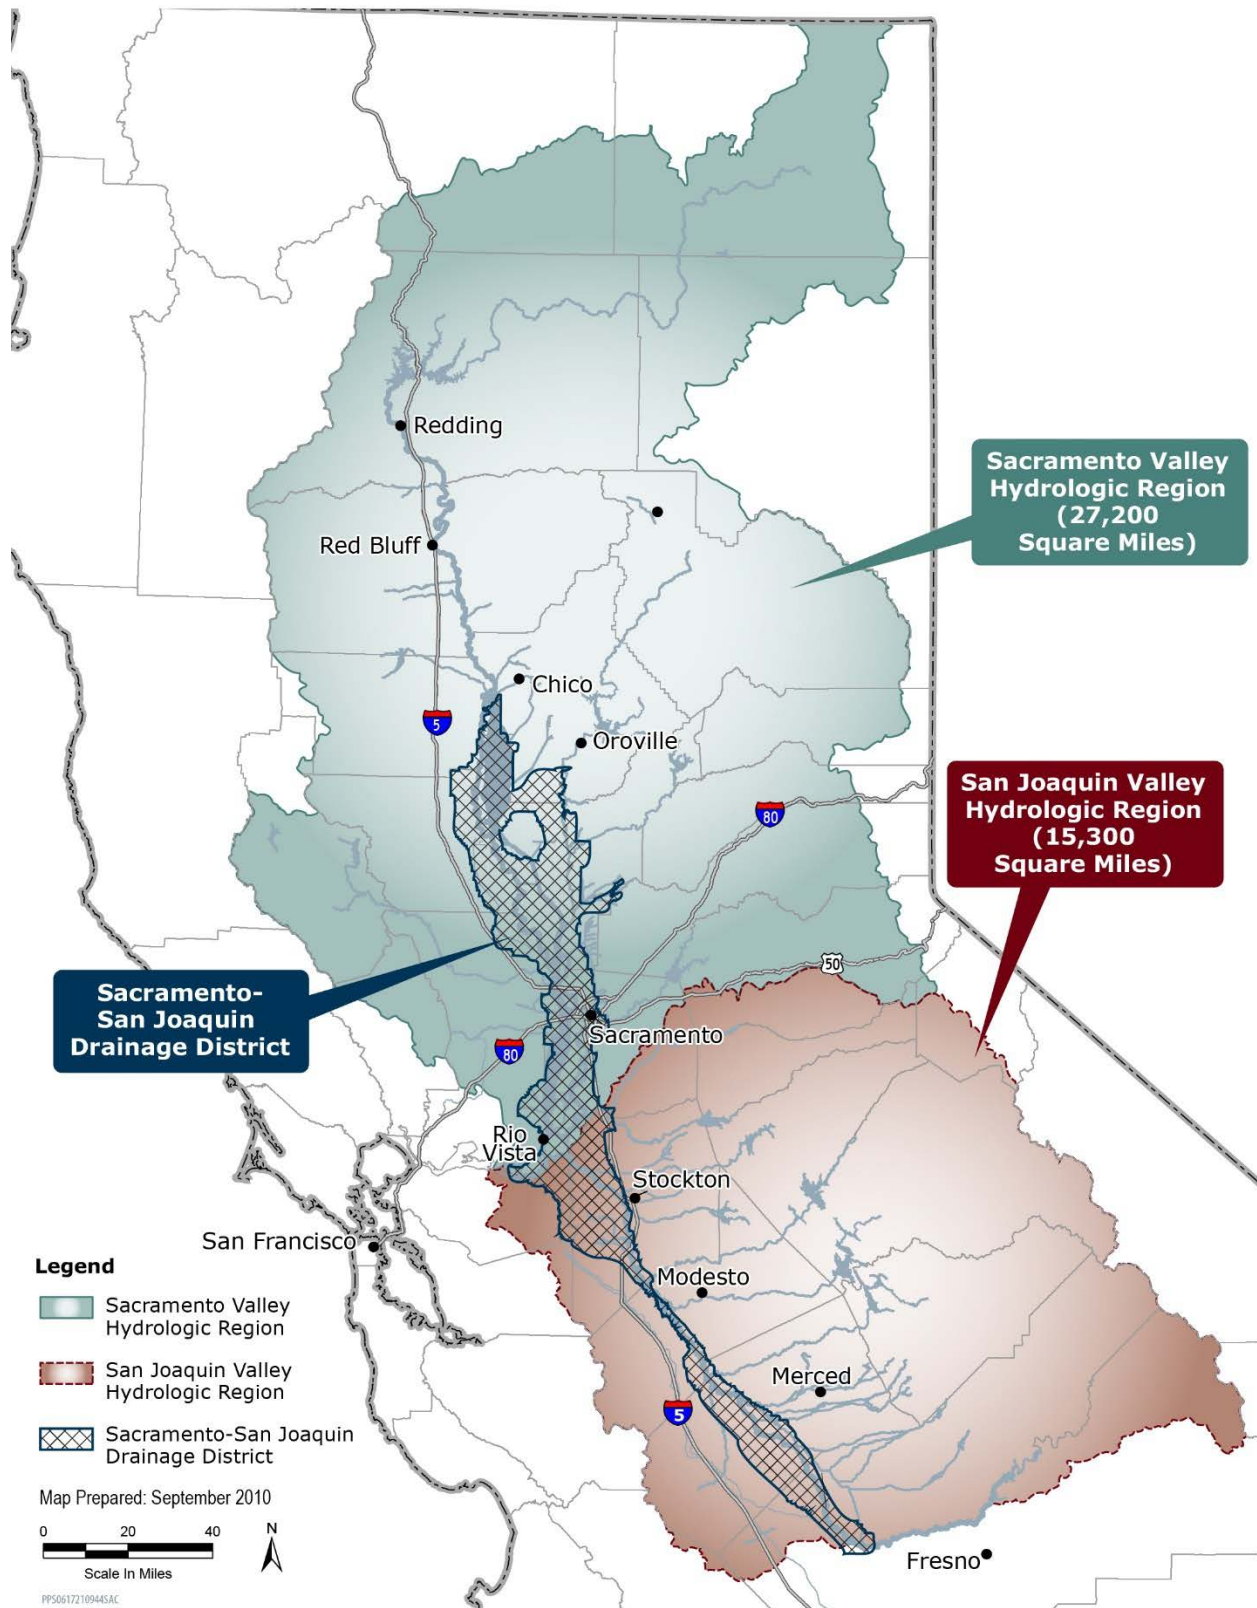 Redding
Sacramento Valley
Hydrologic Region
(27,200
Square Miles)
Red Bluff
Chico
5
Oroville
San Joaquin Valley
Hydrologic Region
(15,300
Square Miles)
80
50
Sacramento-
San Joaquin
Drainage District
Sacramento
80
Rio
Vista
Stockton
San Francisco
Modesto
Merced
5
Fresno
Legend
Sacramento Valley
Hydrologic Region
San Joaquin Valley
Hydrologic Region
Sacramento-San Joaquin
Drainage District
Map Prepared: September 2010
0 20 40
Scale In Miles
N
PPS0617210944SAC